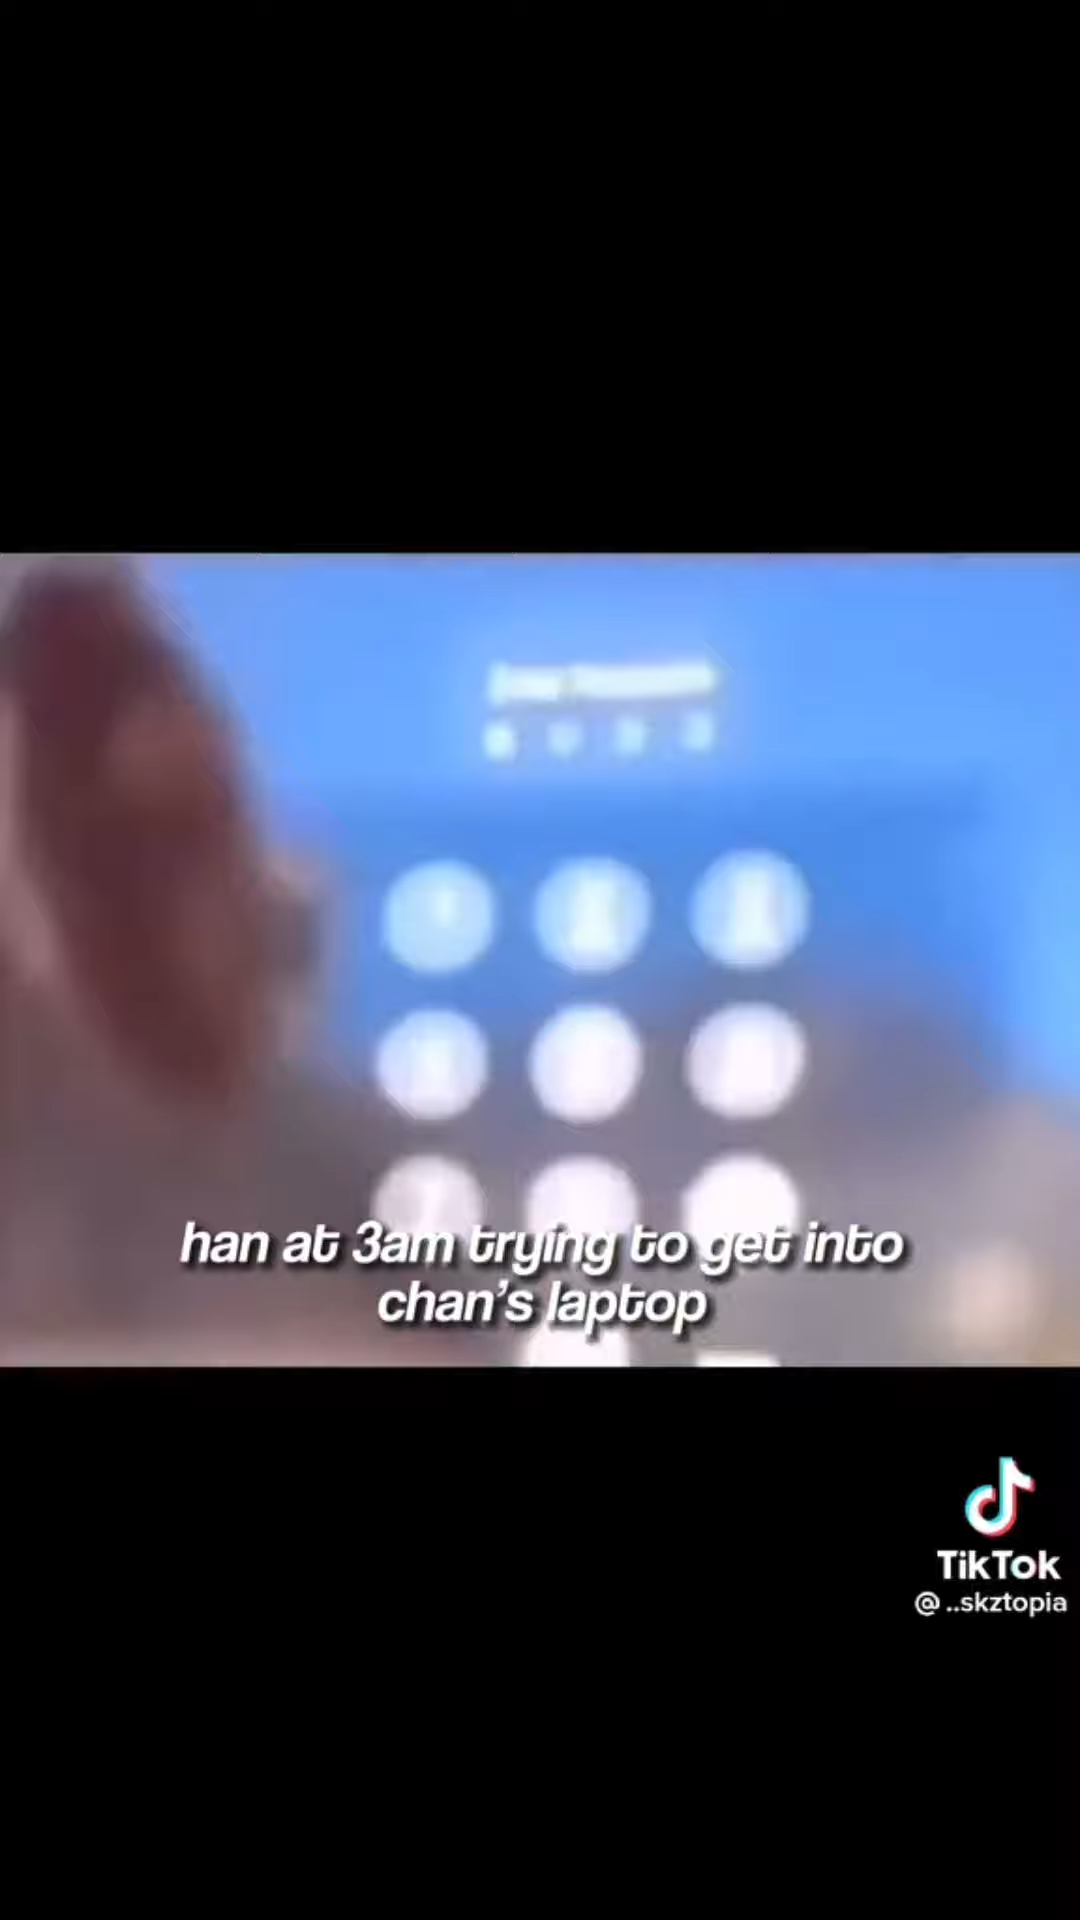 han at 3am trying to get into
chan's laptop
TikTok
@ ..skztopia